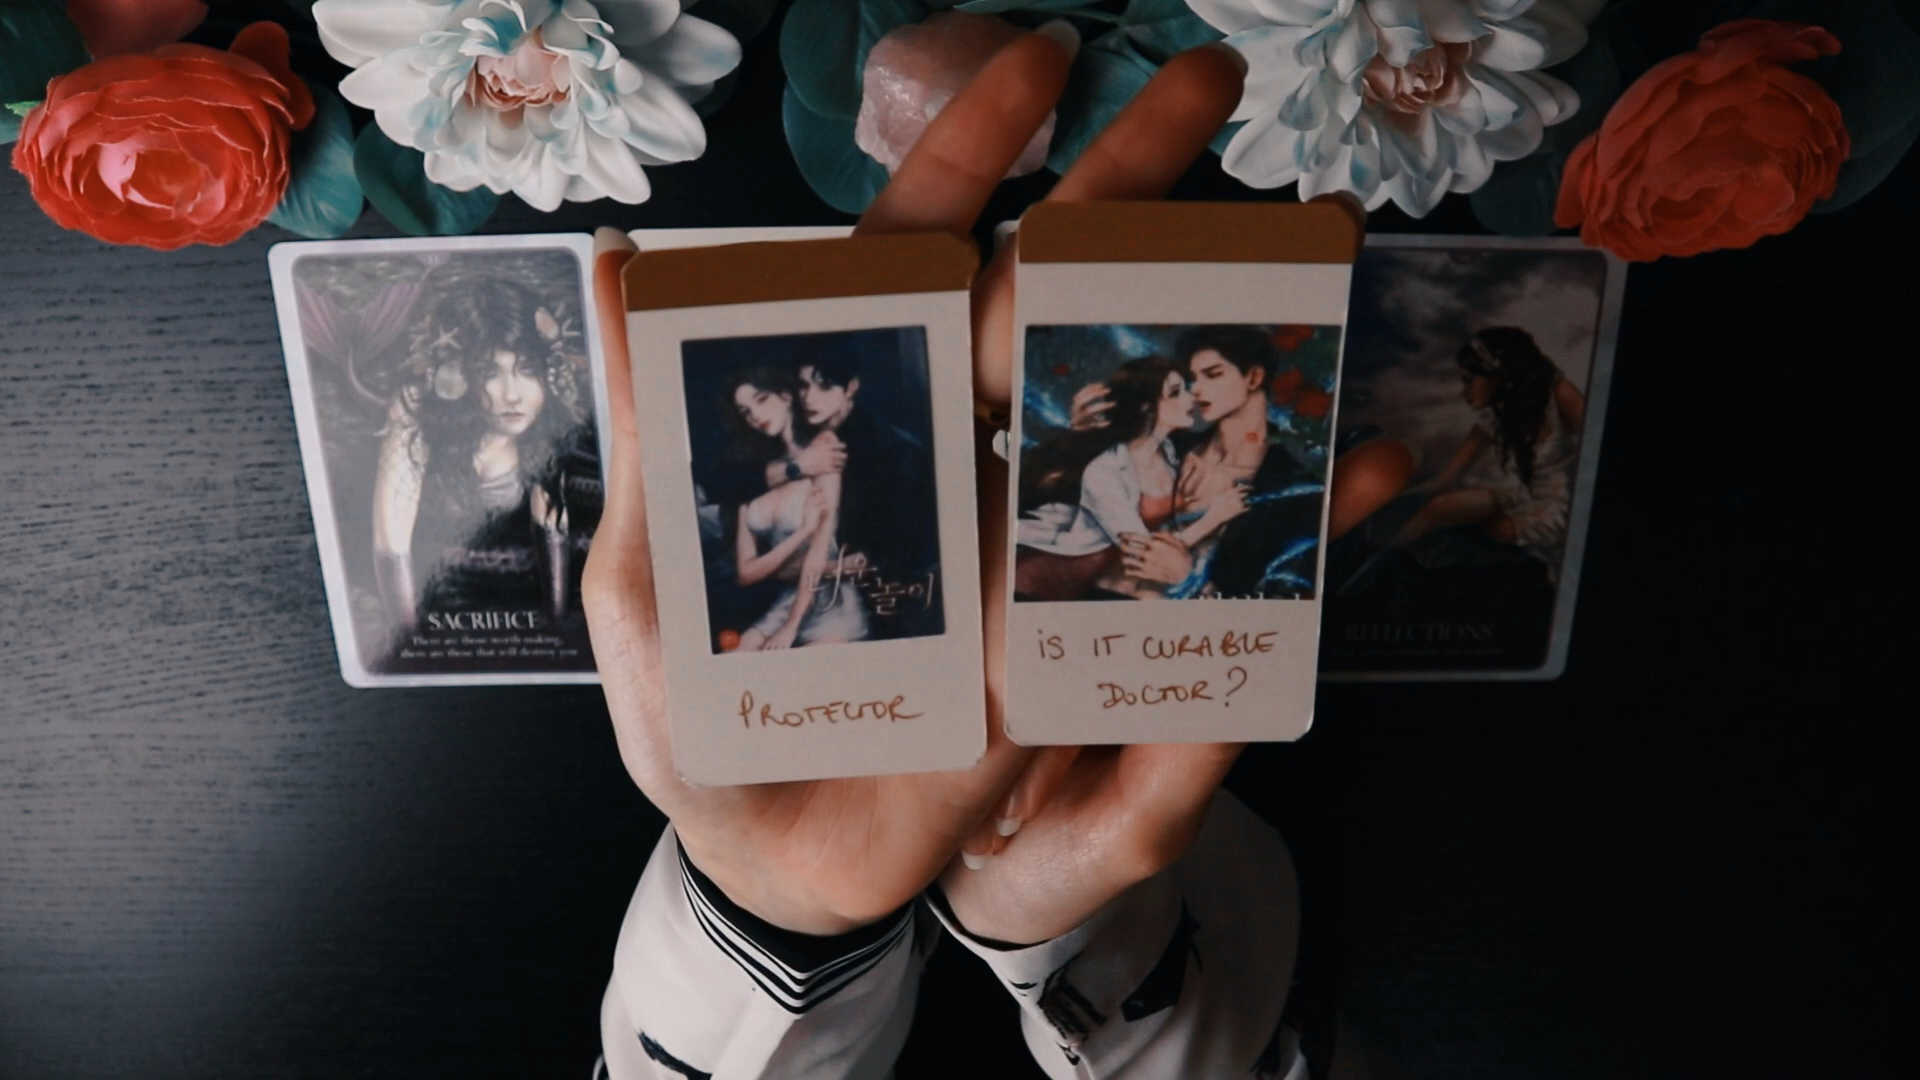 SACRIFICE
There are those worth making,
there are those that will destroy you
PROTECTOR
IS IT CURABLE
DOCTOR?
REFLECTIONS